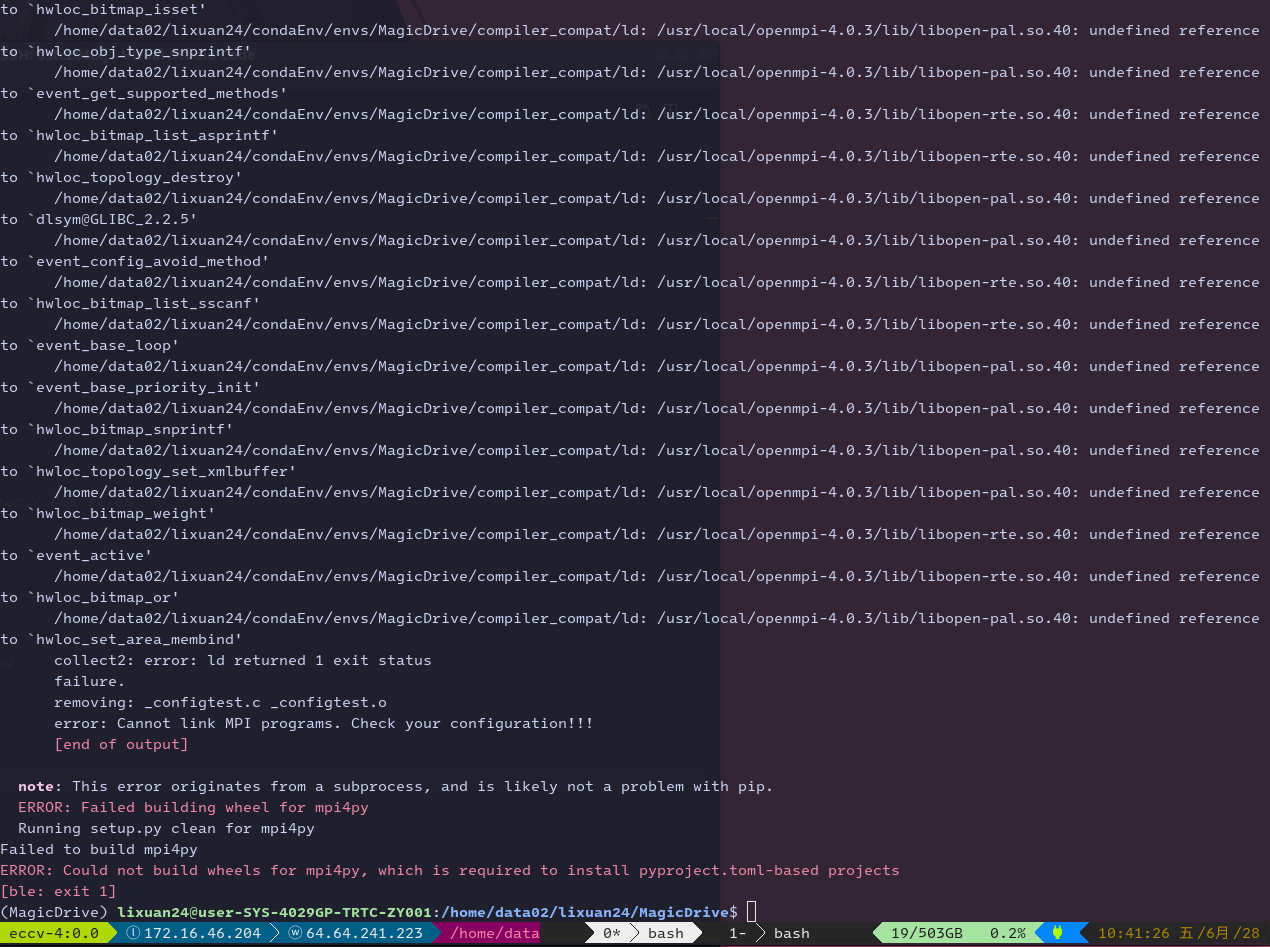 to `hwloc_bitmap_isset'
/home/data02/lixuan24/condaEnv/envs/MagicDrive/compiler_compat/ld: /usr/local/openmpi-4.0.3/lib/libopen-pal.so.40: undefined reference
to `hwloc_obj_type_snprintf'
/home/data02/lixuan24/condaEnv/envs/MagicDrive/compiler_compat/ld: /usr/local/openmpi-4.0.3/lib/libopen-pal.so.40: undefined reference
to `event_get_supported_methods'
/home/data02/lixuan24/condaEnv/envs/MagicDrive/compiler_compat/ld: /usr/local/openmpi-4.0.3/lib/libopen-rte.so.40: undefined reference
to `hwloc_bitmap_list_asprintf'
/home/data02/lixuan24/condaEnv/envs/MagicDrive/compiler_compat/ld: /usr/local/openmpi-4.0.3/lib/libopen-rte.so.40: undefined reference
to `hwloc_topology_destroy'
/home/data02/lixuan24/condaEnv/envs/MagicDrive/compiler_compat/ld: /usr/local/openmpi-4.0.3/lib/libopen-pal.so.40: undefined reference
to `dlsym@GLIBC_2.2.5'
/home/data02/lixuan24/condaEnv/envs/MagicDrive/compiler_compat/ld: /usr/local/openmpi-4.0.3/lib/libopen-pal.so.40: undefined reference
to `event_config_avoid_method'
/home/data02/lixuan24/condaEnv/envs/MagicDrive/compiler_compat/ld: /usr/local/openmpi-4.0.3/lib/libopen-rte.so.40: undefined reference
to `hwloc_bitmap_list_sscanf'
/home/data02/lixuan24/condaEnv/envs/MagicDrive/compiler_compat/ld: /usr/local/openmpi-4.0.3/lib/libopen-rte.so.40: undefined reference
to `event_base_loop'
/home/data02/lixuan24/condaEnv/envs/MagicDrive/compiler_compat/ld: /usr/local/openmpi-4.0.3/lib/libopen-pal.so.40: undefined reference
to `event_base_priority_init'
/home/data02/lixuan24/condaEnv/envs/MagicDrive/compiler_compat/ld: /usr/local/openmpi-4.0.3/lib/libopen-pal.so.40: undefined reference
to `hwloc_bitmap_snprintf'
/home/data02/lixuan24/condaEnv/envs/MagicDrive/compiler_compat/ld: /usr/local/openmpi-4.0.3/lib/libopen-pal.so.40: undefined reference
to `hwloc_topology_set_xmlbuffer'
/home/data02/lixuan24/condaEnv/envs/MagicDrive/compiler_compat/ld: /usr/local/openmpi-4.0.3/lib/libopen-pal.so.40: undefined reference
to `hwloc_bitmap_weight'
/home/data02/lixuan24/condaEnv/envs/MagicDrive/compiler_compat/ld: /usr/local/openmpi-4.0.3/lib/libopen-rte.so.40: undefined reference
to `event_active'
/home/data02/lixuan24/condaEnv/envs/MagicDrive/compiler_compat/ld: /usr/local/openmpi-4.0.3/lib/libopen-rte.so.40: undefined reference
to `hwloc_bitmap_or'
/home/data02/lixuan24/condaEnv/envs/MagicDrive/compiler_compat/ld: /usr/local/openmpi-4.0.3/lib/libopen-pal.so.40: undefined reference
to `hwloc_set_area_membind'
collect2: error: ld returned 1 exit status
failure.
removing: _configtest.c _configtest.o
error: Cannot link MPI programs. Check your configuration!!!
[end of output]
note: This error originates from a subprocess, and is likely not a problem with pip.
ERROR: Failed building wheel for mpi4py
Running setup.py clean for mpi4py
Failed to build mpi4py
ERROR: Could not build wheels for mpi4py, which is required to install pyproject.toml-based projects
[ble: exit 1]
(MagicDrive) lixuan24@user-SYS-4029GP-TRTC-ZY001:/home/data02/lixuan24/MagicDrive$
eccv-4:0.0 Ⓘ 172.16.46.204 ⓦ 64.64.241.223 /home/data 0* bash 1- bash 19/503GB 0.2% 10:41:26 五/6月/28